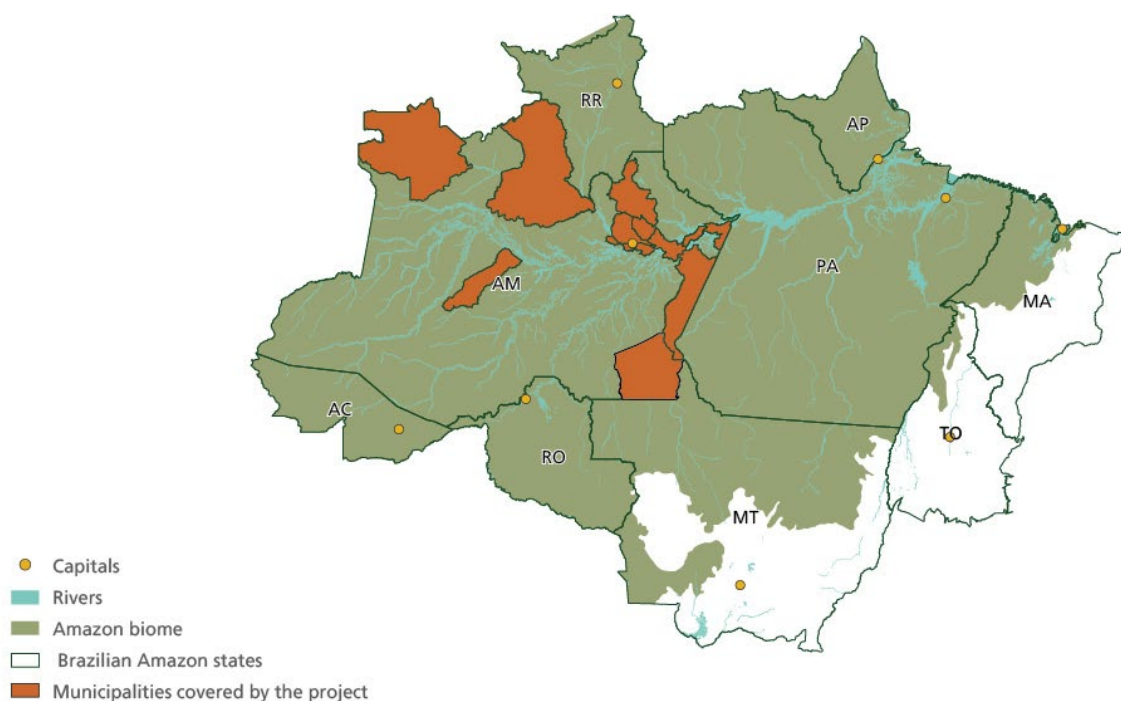 RR
AP
AM
PA
MA
AC
TO
RO
MT
Capitals
Rivers
Amazon biome
Brazilian Amazon states
Municipalities covered by the project